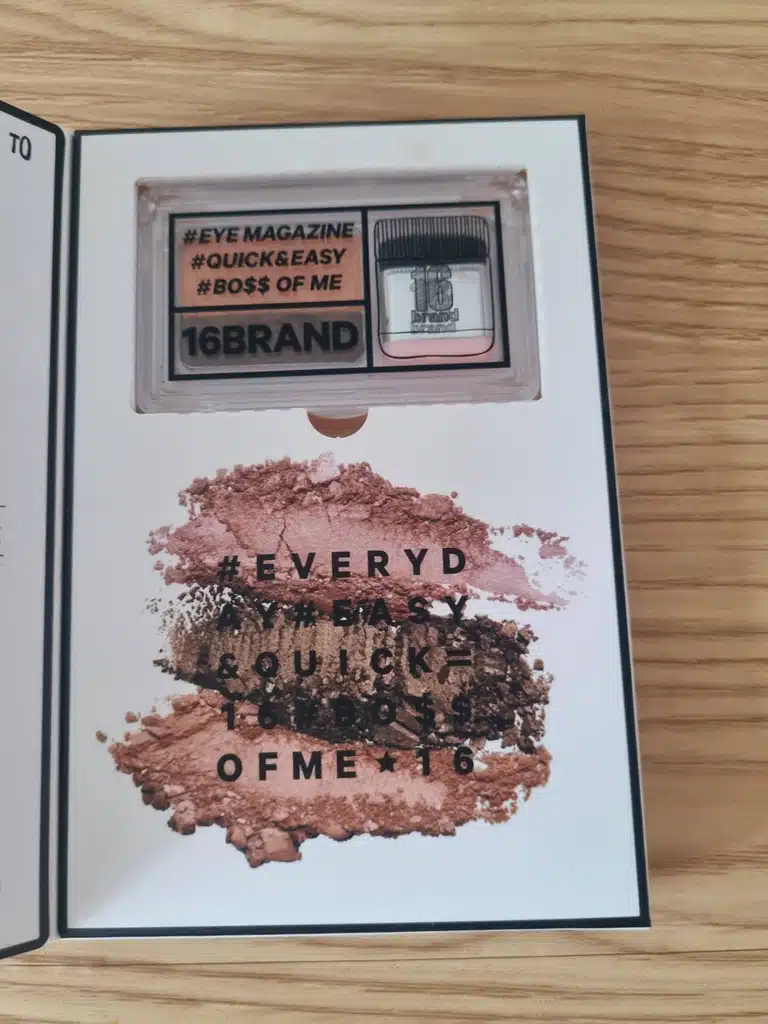 TO
#EYE MAGAZINE
#QUICK&EASY
#BO$$ OF ME
16BRAND
16
brand
brand
#EVERYD
AY#EASY
&QUICK=
16#BO$$
OFME★16